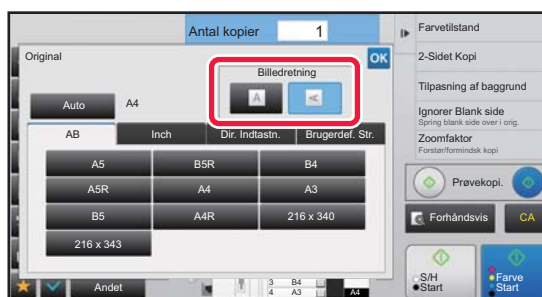 Antal kopier 1
Original
OK
Billedretning
A A
Auto A4
AB Inch Dir. Indtastn. Brugerdef. Str.
A5 B5R B4
A5R A4 A3
B5 A4R 216 x 340
216 x 343
Andet
3 B4
4 A3 A4
Farvetilstand
2-Sidet Kopi
Tilpasning af baggrund
Ignorer Blank side
Spring blank side over i orig.
Zoomfaktor
Forstør/formindsk kopi
Prøvekopi.
Forhåndsvis CA
S/H
Start
Farve
Start